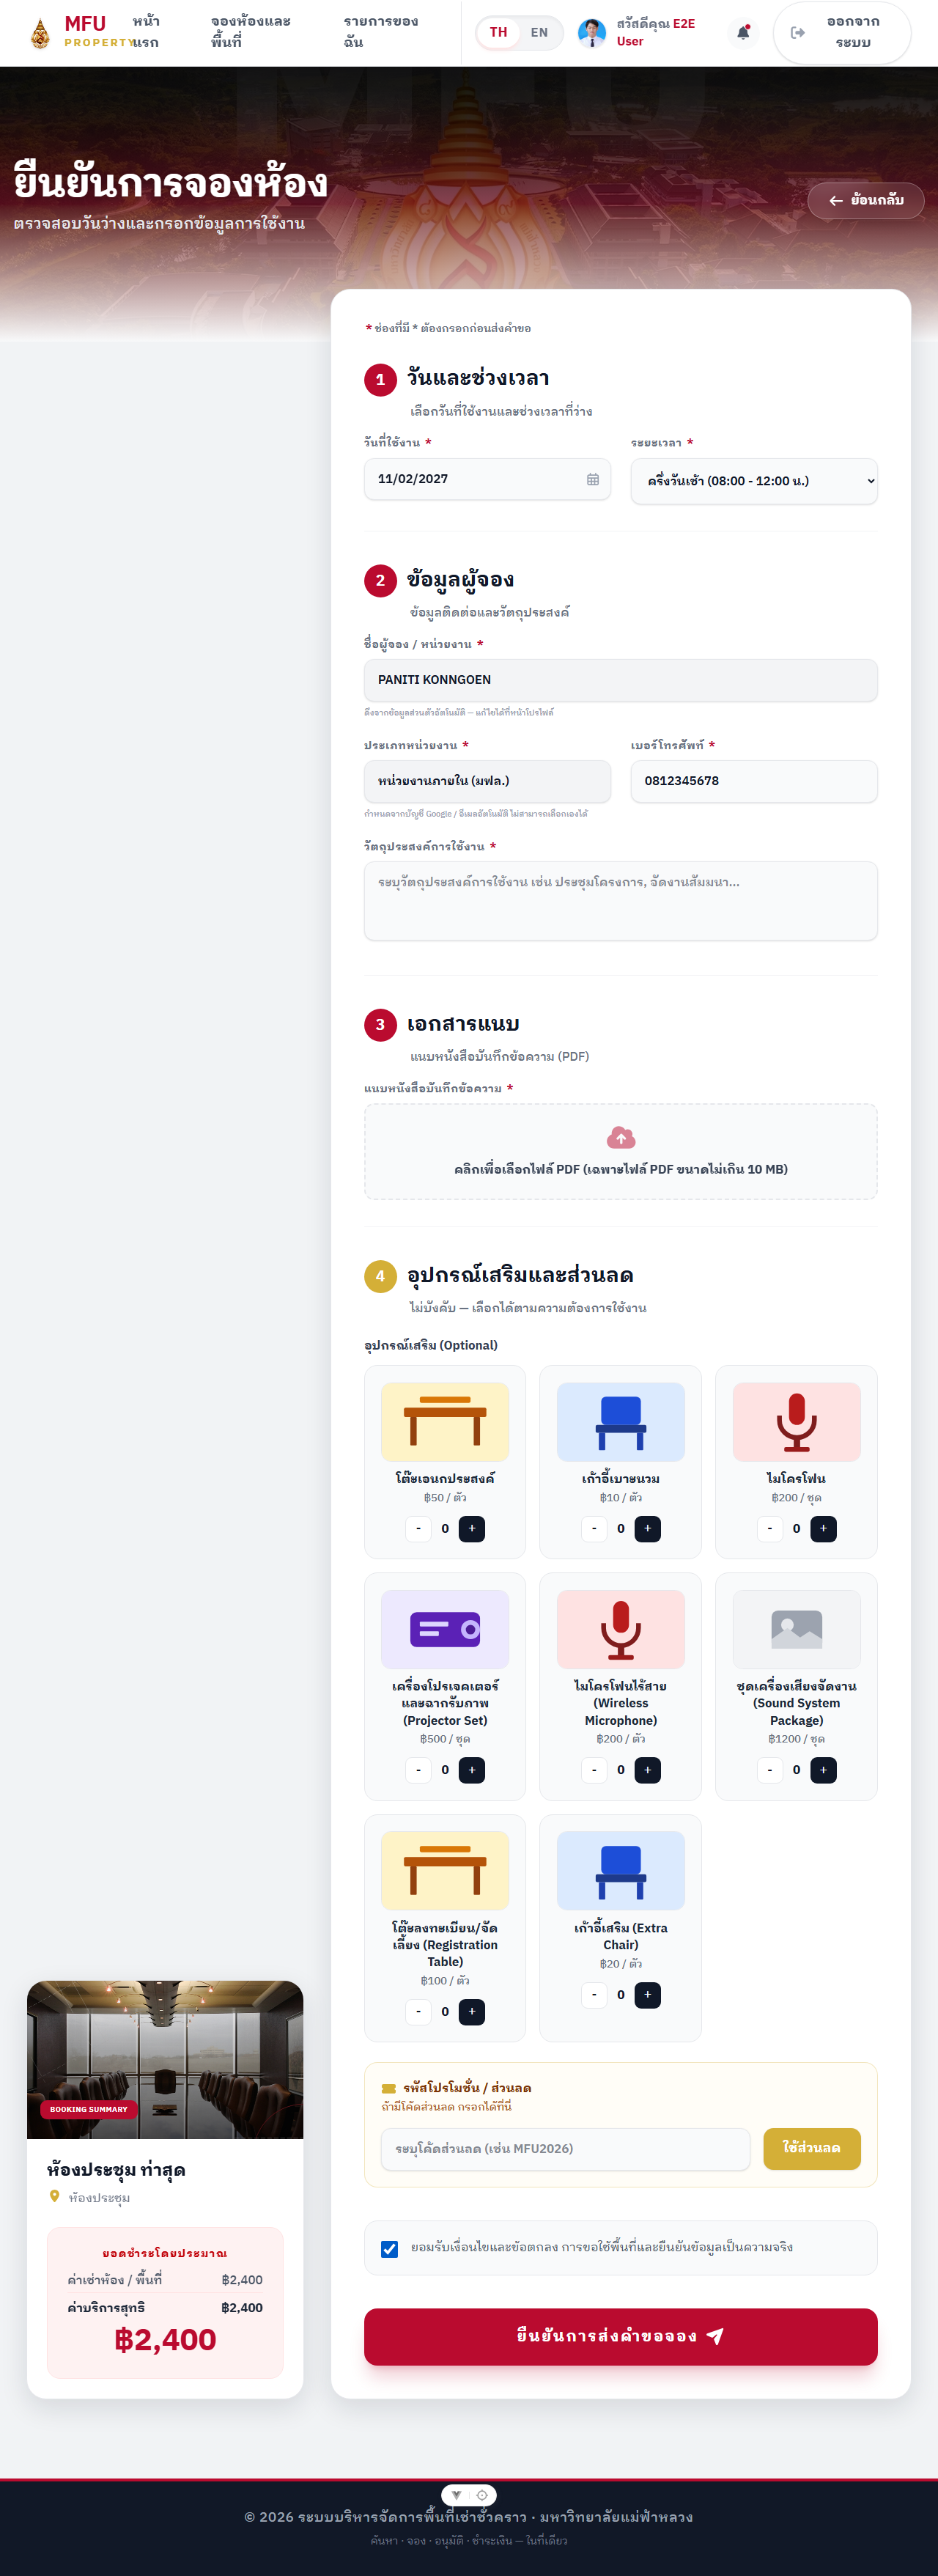 MFU
PROPERTY
หน้า
แรก
จองห้องและ
พื้นที่
รายการของ
ฉัน
TH
EN
สวัสดีคุณ E2E
User
ออกจาก
ระบบ
ยืนยันการจองห้อง
ตรวจสอบวันว่างและกรอกข้อมูลการใช้งาน
ย้อนกลับ
* ช่องที่มี * ต้องกรอกก่อนส่งคำขอ
1 วันและช่วงเวลา
เลือกวันที่ใช้งานและช่วงเวลาที่ว่าง
วันที่ใช้งาน *
ระยะเวลา *
11/02/2027
ครึ่งวันเช้า (08:00 - 12:00 น.)
2 ข้อมูลผู้จอง
ข้อมูลติดต่อและวัตถุประสงค์
ชื่อผู้จอง / หน่วยงาน *
PANITI KONNGOEN
ดึงจากข้อมูลส่วนตัวอัตโนมัติ — แก้ไขได้ที่หน้าโปรไฟล์
ประเภทหน่วยงาน *
เบอร์โทรศัพท์ *
หน่วยงานภายใน (มฟล.)
0812345678
กำหนดจากบัญชี Google / อีเมลอัตโนมัติ ไม่สามารถเลือกเองได้
วัตถุประสงค์การใช้งาน *
ระบุวัตถุประสงค์การใช้งาน เช่น ประชุมโครงการ, จัดงานสัมมนา...
3 เอกสารแนบ
แนบหนังสือบันทึกข้อความ (PDF)
แนบหนังสือบันทึกข้อความ *
คลิกเพื่อเลือกไฟล์ PDF (เฉพาะไฟล์ PDF ขนาดไม่เกิน 10 MB)
4 อุปกรณ์เสริมและส่วนลด
ไม่บังคับ — เลือกได้ตามความต้องการใช้งาน
อุปกรณ์เสริม (Optional)
โต๊ะเอนกประสงค์
฿50 / ตัว
- 0 +
เก้าอี้เบาะนวม
฿10 / ตัว
- 0 +
ไมโครโฟน
฿200 / ชุด
- 0 +
เครื่องโปรเจคเตอร์
และฉากรับภาพ
(Projector Set)
฿500 / ชุด
- 0 +
ไมโครโฟนไร้สาย
(Wireless
Microphone)
฿200 / ตัว
- 0 +
ชุดเครื่องเสียงจัดงาน
(Sound System
Package)
฿1200 / ชุด
- 0 +
โต๊ะลงทะเบียน/จัด
เลี้ยง (Registration
Table)
฿100 / ตัว
- 0 +
เก้าอี้เสริม (Extra
Chair)
฿20 / ตัว
- 0 +
รหัสโปรโมชั่น / ส่วนลด
ถ้ามีโค้ดส่วนลด กรอกได้ที่นี่
ระบุโค้ดส่วนลด (เช่น MFU2026)
ใช้ส่วนลด
ยอมรับเงื่อนไขและข้อตกลง การขอใช้พื้นที่และยืนยันข้อมูลเป็นความจริง
ยืนยันการส่งคำขอจอง
BOOKING SUMMARY
ห้องประชุม ท่าสุด
ห้องประชุม
ยอดชำระโดยประมาณ
ค่าเช่าห้อง / พื้นที่ ฿2,400
ค่าบริการสุทธิ ฿2,400
฿2,400
© 2026 ระบบบริหารจัดการพื้นที่เช่าชั่วคราว · มหาวิทยาลัยแม่ฟ้าหลวง
ค้นหา · จอง · อนุมัติ · ชำระเงิน — ในที่เดียว